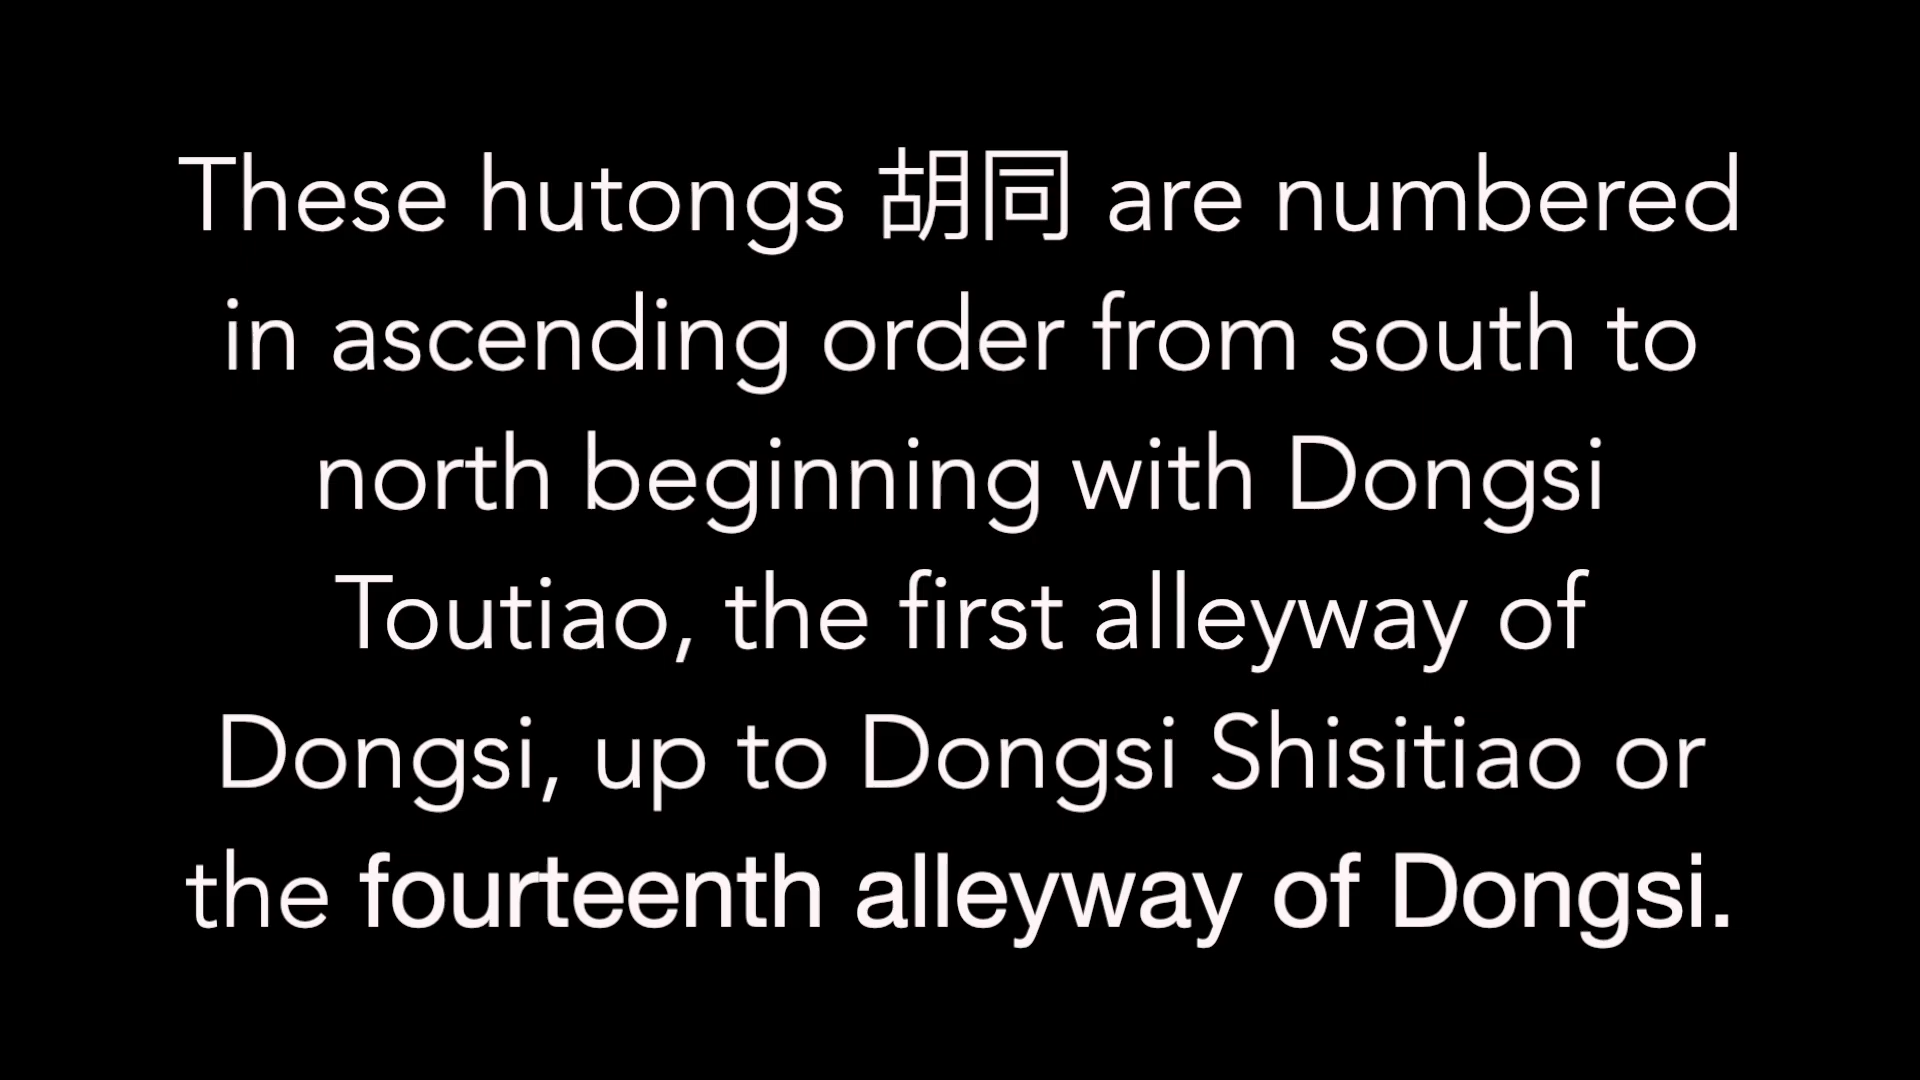 These hutongs 胡同 are numbered
in ascending order from south to
north beginning with Dongsi
Toutiao, the first alleyway of
Dongsi, up to Dongsi Shisitiao or
the fourteenth alleyway of Dongsi.